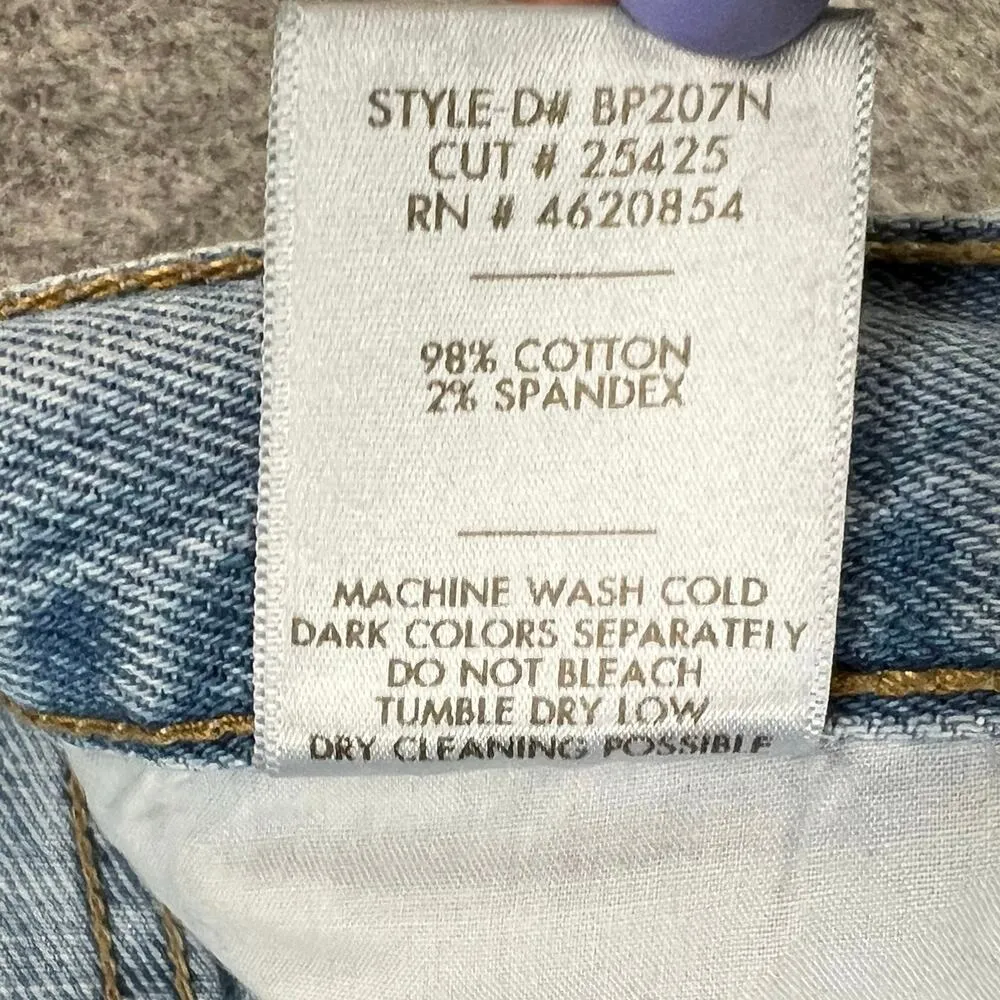 STYLE-D# BP207N
CUT # 25425
RN # 4620854
98% COTTON
2% SPANDEX
MACHINE WASH COLD
DARK COLORS SEPARATELY
DO NOT BLEACH
TUMBLE DRY LOW
DRY CLEANING POSSIBLE